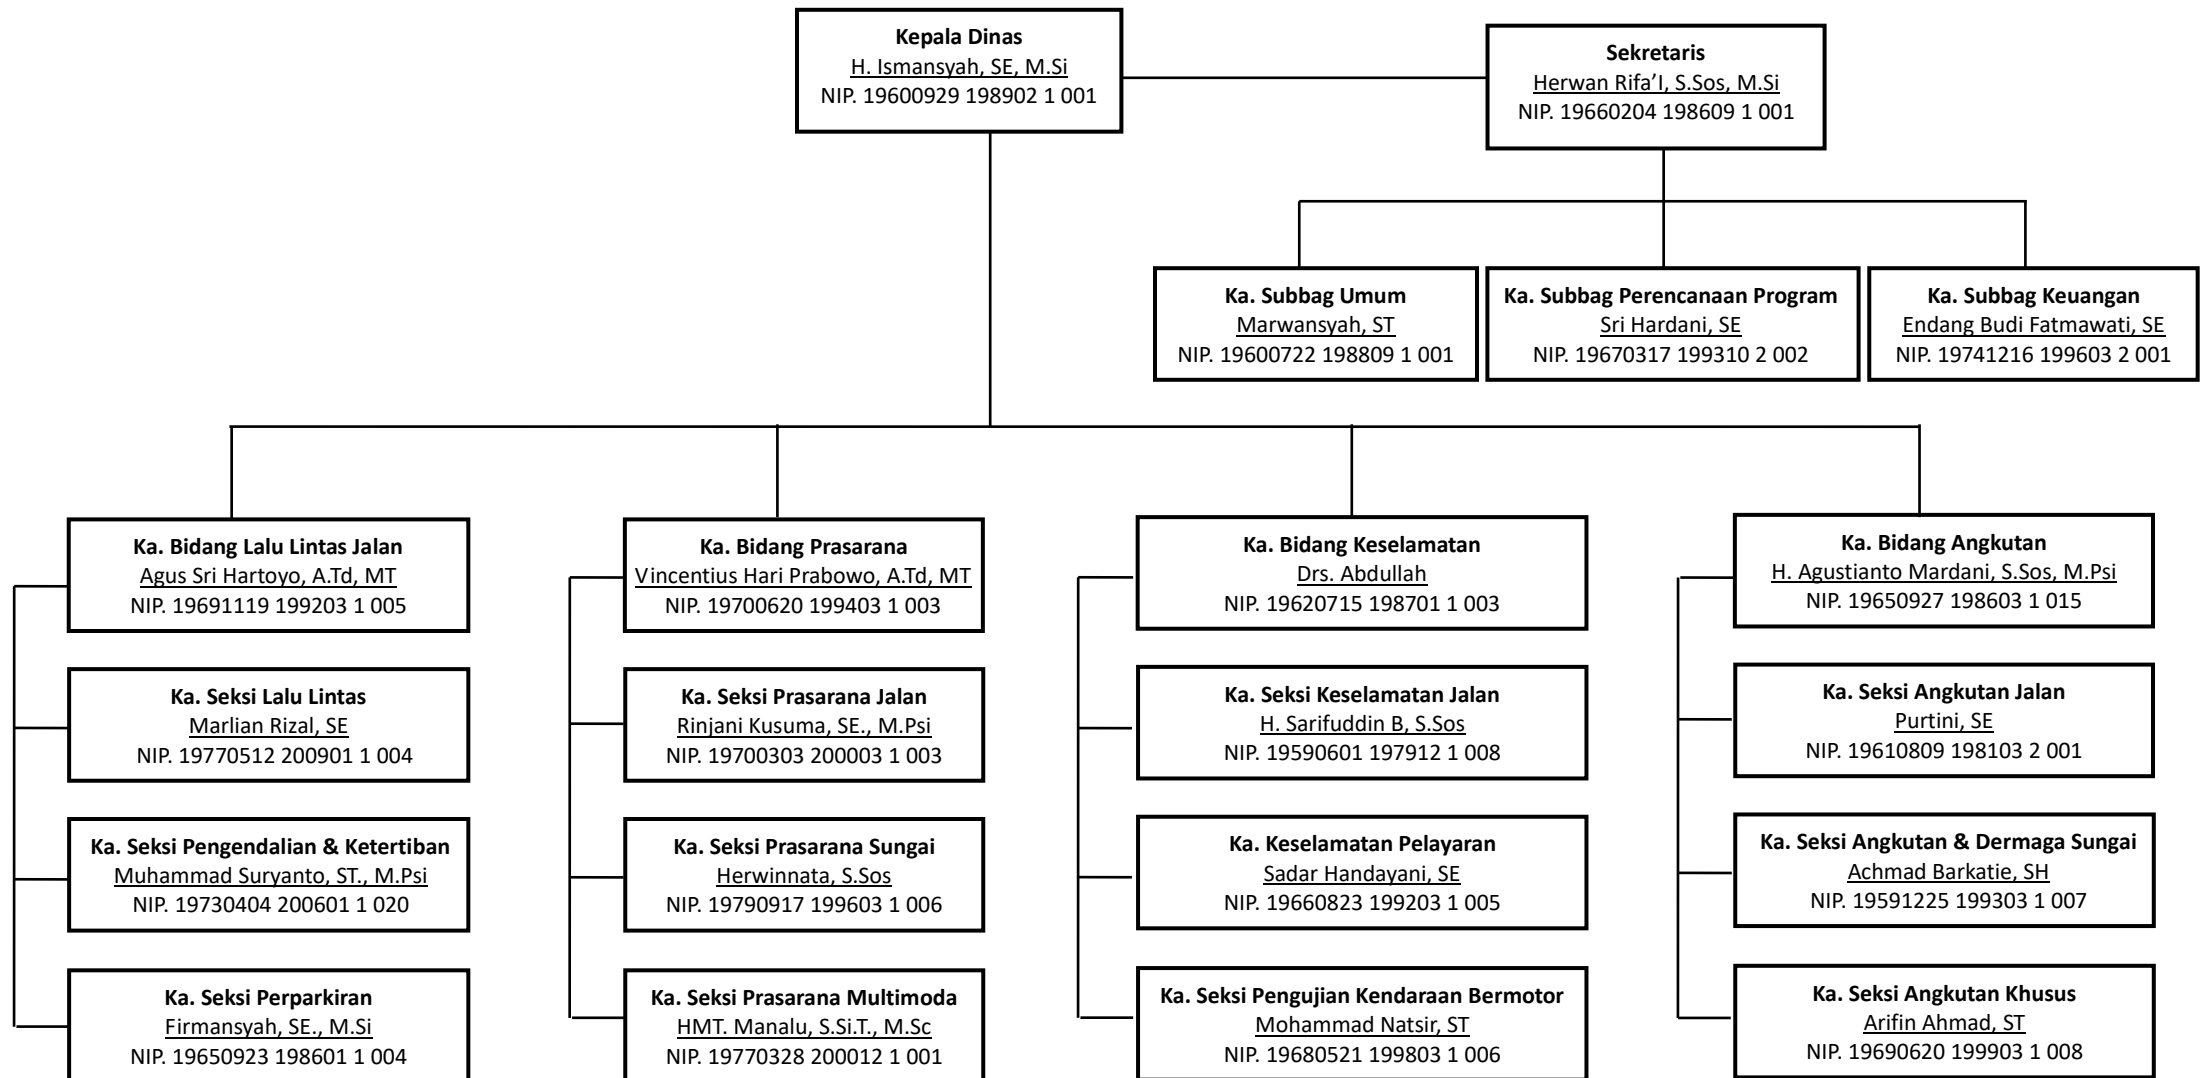 Kepala Dinas
H. Ismansyah, SE, M.Si
NIP. 19600929 198902 1 001
Sekretaris
Herwan Rifa’I, S.Sos, M.Si
NIP. 19660204 198609 1 001
Ka. Subbag Umum
Marwansyah, ST
NIP. 19600722 198809 1 001
Ka. Subbag Perencanaan Program
Sri Hardani, SE
NIP. 19670317 199310 2 002
Ka. Subbag Keuangan
Endang Budi Fatmawati, SE
NIP. 19741216 199603 2 001
Ka. Bidang Lalu Lintas Jalan
Agus Sri Hartoyo, A.Td, MT
NIP. 19691119 199203 1 005
Ka. Seksi Lalu Lintas
Marlian Rizal, SE
NIP. 19770512 200901 1 004
Ka. Seksi Pengendalian & Ketertiban
Muhammad Suryanto, ST., M.Psi
NIP. 19730404 200601 1 020
Ka. Seksi Perparkiran
Firmansyah, SE., M.Si
NIP. 19650923 198601 1 004
Ka. Bidang Prasarana
Vincentius Hari Prabowo, A.Td, MT
NIP. 19700620 199403 1 003
Ka. Seksi Prasarana Jalan
Rinjani Kusuma, SE., M.Psi
NIP. 19700303 200003 1 003
Ka. Seksi Prasarana Sungai
Herwinnata, S.Sos
NIP. 19790917 199603 1 006
Ka. Seksi Prasarana Multimoda
HMT. Manalu, S.Si.T., M.Sc
NIP. 19770328 200012 1 001
Ka. Bidang Keselamatan
Drs. Abdullah
NIP. 19620715 198701 1 003
Ka. Seksi Keselamatan Jalan
H. Sarifuddin B, S.Sos
NIP. 19590601 197912 1 008
Ka. Keselamatan Pelayaran
Sadar Handayani, SE
NIP. 19660823 199203 1 005
Ka. Seksi Pengujian Kendaraan Bermotor
Mohammad Natsir, ST
NIP. 19680521 199803 1 006
Ka. Bidang Angkutan
H. Agustianto Mardani, S.Sos, M.Psi
NIP. 19650927 198603 1 015
Ka. Seksi Angkutan Jalan
Purtini, SE
NIP. 19610809 198103 2 001
Ka. Seksi Angkutan & Dermaga Sungai
Achmad Barkatie, SH
NIP. 19591225 199303 1 007
Ka. Seksi Angkutan Khusus
Arifin Ahmad, ST
NIP. 19690620 199903 1 008